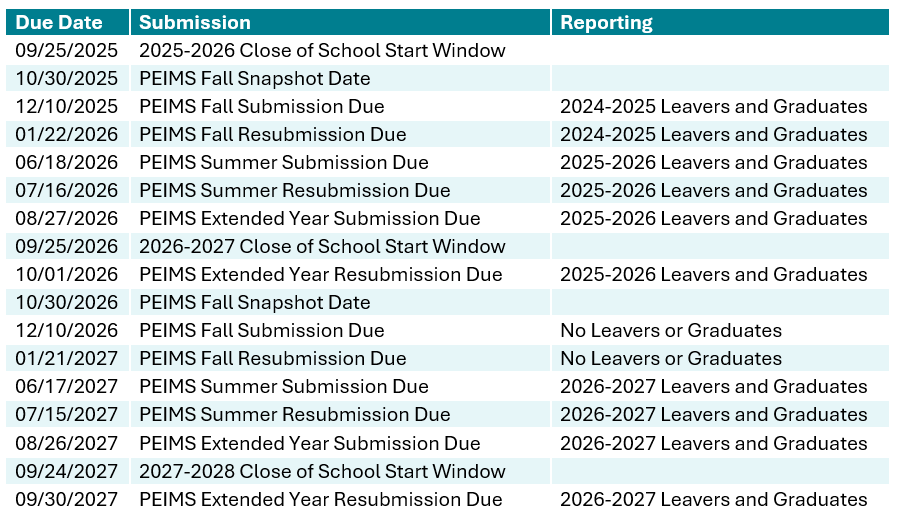 Due Date Submission Reporting
09/25/2025 2025-2026 Close of School Start Window
10/30/2025 PEIMS Fall Snapshot Date
12/10/2025 PEIMS Fall Submission Due 2024-2025 Leavers and Graduates
01/22/2026 PEIMS Fall Resubmission Due 2024-2025 Leavers and Graduates
06/18/2026 PEIMS Summer Submission Due 2025-2026 Leavers and Graduates
07/16/2026 PEIMS Summer Resubmission Due 2025-2026 Leavers and Graduates
08/27/2026 PEIMS Extended Year Submission Due 2025-2026 Leavers and Graduates
09/25/2026 2026-2027 Close of School Start Window
10/01/2026 PEIMS Extended Year Resubmission Due 2025-2026 Leavers and Graduates
10/30/2026 PEIMS Fall Snapshot Date
12/10/2026 PEIMS Fall Submission Due No Leavers or Graduates
01/21/2027 PEIMS Fall Resubmission Due No Leavers or Graduates
06/17/2027 PEIMS Summer Submission Due 2026-2027 Leavers and Graduates
07/15/2027 PEIMS Summer Resubmission Due 2026-2027 Leavers and Graduates
08/26/2027 PEIMS Extended Year Submission Due 2026-2027 Leavers and Graduates
09/24/2027 2027-2028 Close of School Start Window
09/30/2027 PEIMS Extended Year Resubmission Due 2026-2027 Leavers and Graduates